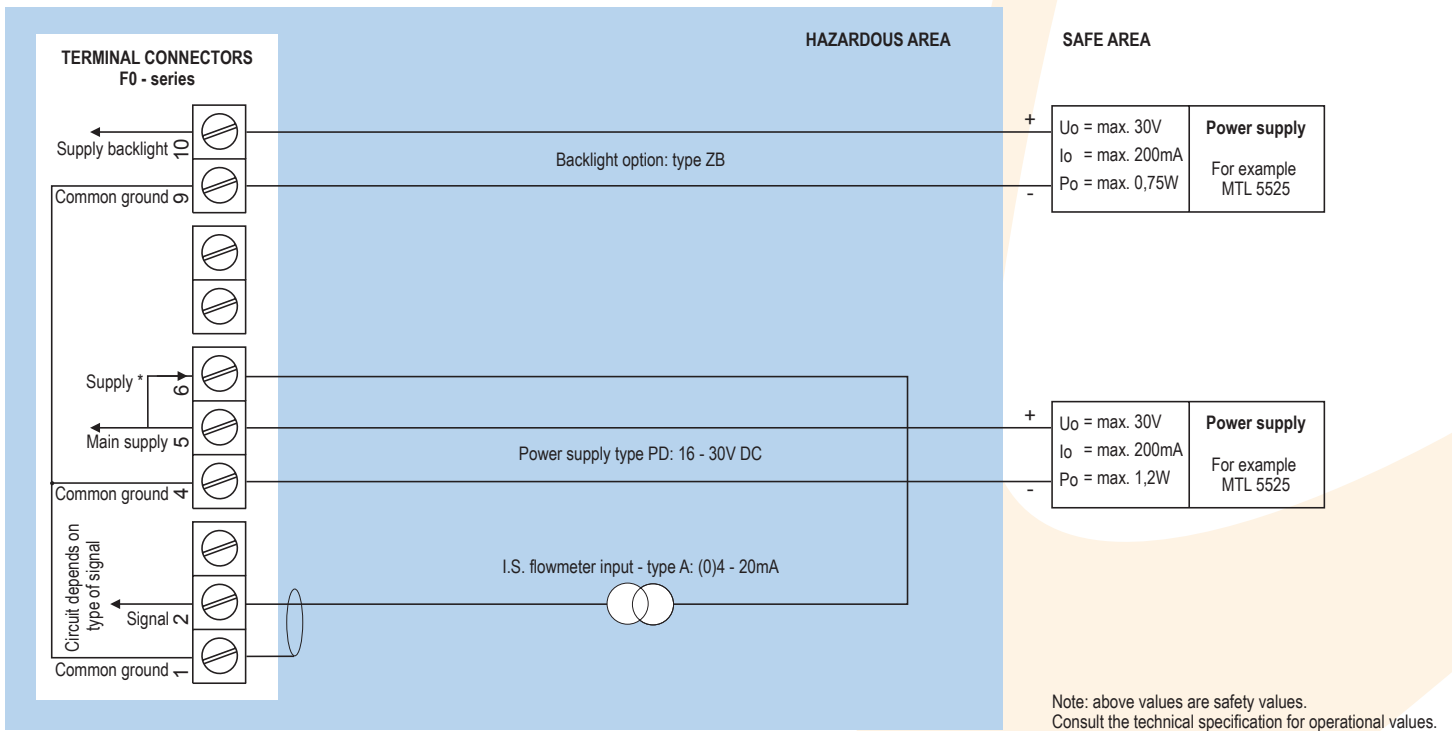 HAZARDOUS AREA
SAFE AREA
TERMINAL CONNECTORS
F0 - series
Supply backlight
10
Common ground
9
Backlight option: type ZB
+
-
Uo = max. 30V
Io = max. 200mA
Po = max. 0,75W
Power supply
For example
MTL 5525
Supply *
6
Main supply
5
Common ground
4
Power supply type PD: 16 - 30V DC
+
-
Uo = max. 30V
Io = max. 200mA
Po = max. 1,2W
Power supply
For example
MTL 5525
Circuit depends on
type of signal
I.S. flowmeter input - type A: (0)4 - 20mA
Signal
2
Common ground
1
Note: above values are safety values.
Consult the technical specification for operational values.